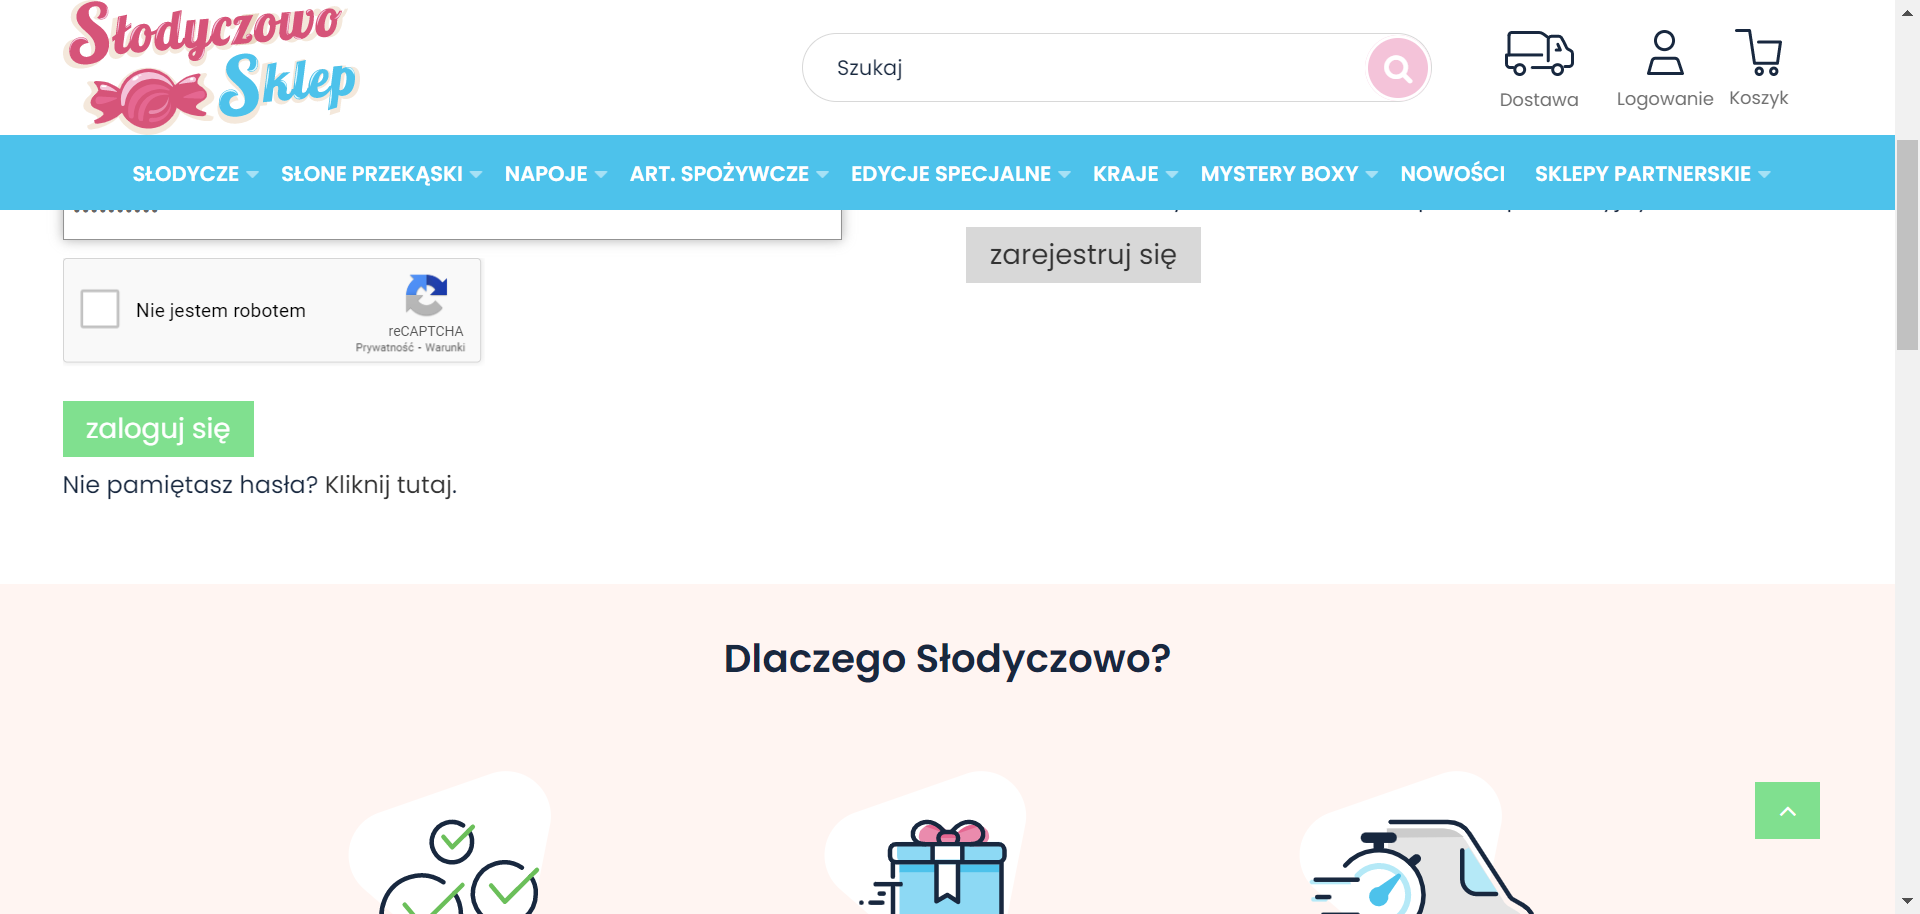 Słodyczowo
Sklep
Szukaj
Dostawa
Logowanie
Koszyk
SŁODYCZE
SŁONE PRZEKĄSKI
NAPOJE
ART. SPOŻYWCZE
EDYCJE SPECJALNE
KRAJE
MYSTERY BOXY
NOWOŚCI
SKLEPY PARTNERSKIE
zarejestruj się
Nie jestem robotem
reCAPTCHA
Prywatność - Warunki
zaloguj się
Nie pamiętasz hasła? Kliknij tutaj.
Dlaczego Słodyczowo?